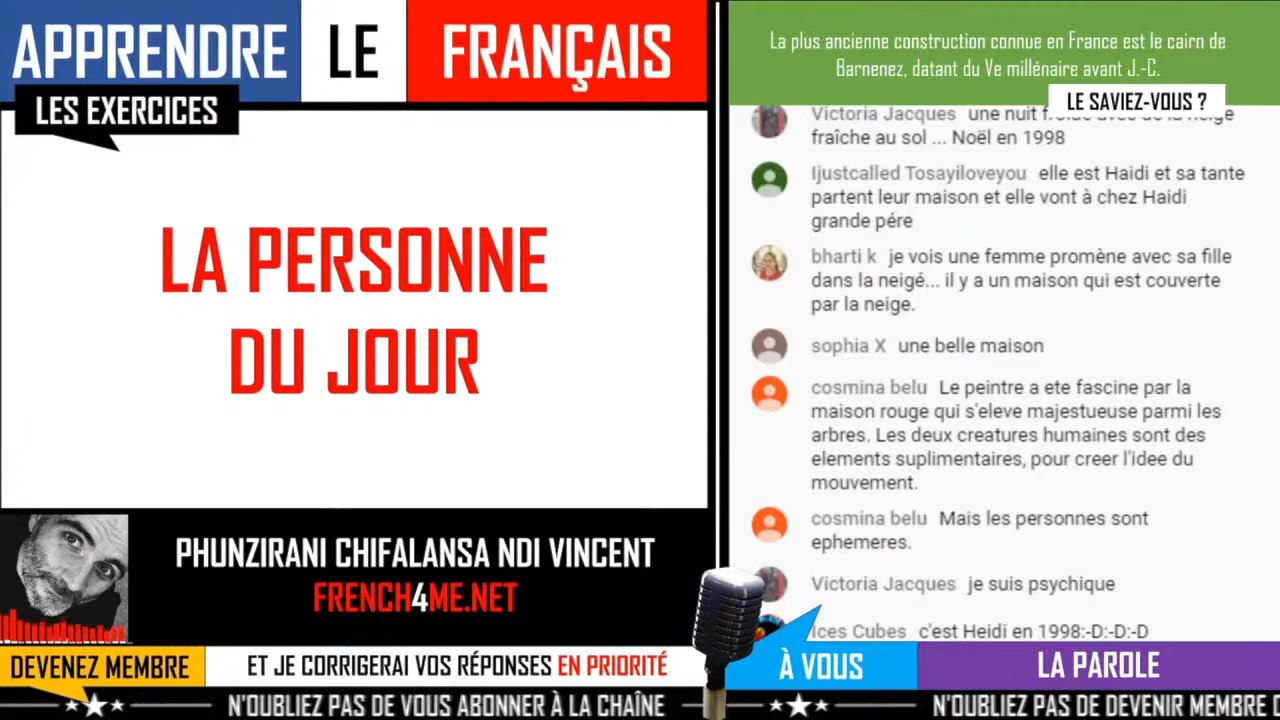 APPRENDRE LE FRANÇAIS
LES EXERCICES
LA PERSONNE
DU JOUR
PHUNZIRANI CHIFALANSA NDI VINCENT
FRENCH4ME.NET
DEVENEZ MEMBRE
ET JE CORRIGERAI VOS RÉPONSES EN PRIORITÉ
La plus ancienne construction connue en France est le cairn de
Barnenez, datant du Ve millénaire avant J.-C.
LE SAVIEZ-VOUS ?
Victoria Jacques une nuit
fraîche au sol ... Noël en 1998
Ijustcalled Tosayiloveyou elle est Haidi et sa tante
partent leur maison et elle vont à chez Haidi
grande pére
bharti k je vois une femme promène avec sa fille
dans la neigé... il y a un maison qui est couverte
par la neige.
sophia X une belle maison
cosmina belu Le peintre a ete fascine par la
maison rouge qui s'eleve majestueuse parmi les
arbres. Les deux creatures humaines sont des
elements suplimentaires, pour creer l'idee du
mouvement.
cosmina belu Mais les personnes sont
ephemeres.
Victoria Jacques je suis psychique
Ices Cubes c'est Heidi en 1998:-D:-D:-D
À VOUS
LA PAROLE
N'OUBLIEZ PAS DE VOUS ABONNER À LA CHAÎNE
N'OUBLIEZ PAS DE DEVENIR MEMBRE